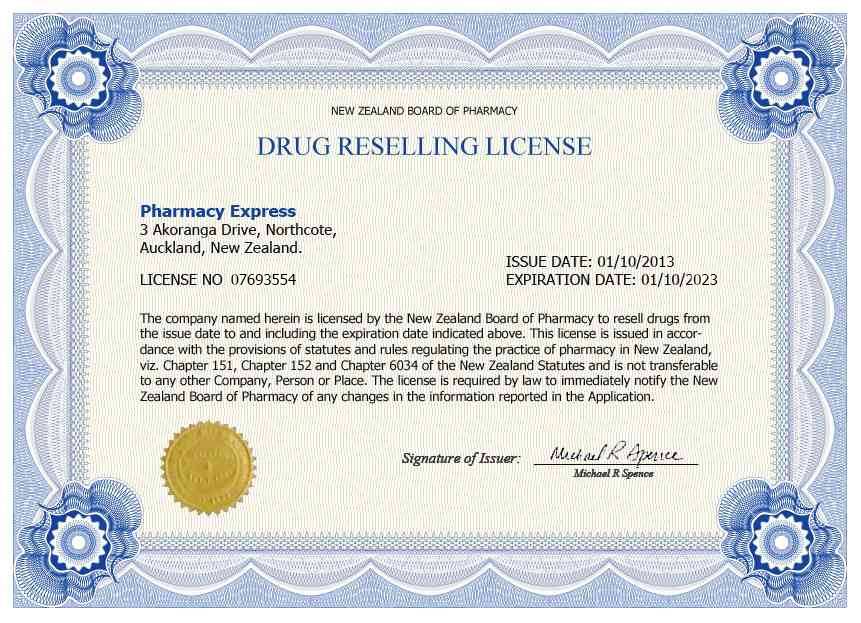 NEW ZEALAND BOARD OF PHARMACY
DRUG RESELLING LICENSE
Pharmacy Express
3 Akoranga Drive, Northcote,
Auckland, New Zealand.
ISSUE DATE: 01/10/2013
LICENSE NO 07693554
EXPIRATION DATE: 01/10/2023
The company named herein is licensed by the New Zealand Board of Pharmacy to resell drugs from
the issue date to and including the expiration date indicated above. This license is issued in accor-
dance with the provisions of statutes and rules regulating the practice of pharmacy in New Zealand,
viz. Chapter 151, Chapter 152 and Chapter 6034 of the New Zealand Statutes and is not transferable
to any other Company, Person or Place. The license is required by law to immediately notify the New
Zealand Board of Pharmacy of any changes in the information reported in the Application.
Signature of Issuer: Michael R Spence
Michael R Spence